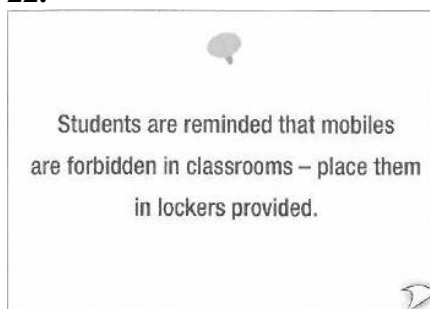 22.
Students are reminded that mobiles
are forbidden in classrooms – place them
in lockers provided.